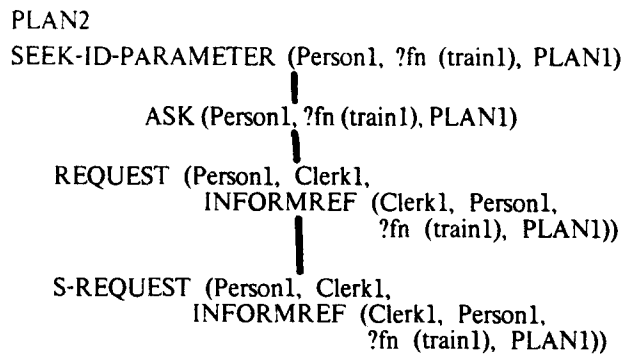 PLAN2
SEEK-ID-PARAMETER (Person1, ?fn (train1), PLAN1)
ASK (Person1, ?fn (train1), PLAN1)
REQUEST (Person1, Clerk1,
INFORMREF (Clerk1, Person1,
?fn (train1), PLAN1))
S-REQUEST (Person1, Clerk1,
INFORMREF (Clerk1, Person1,
?fn (train1), PLAN1))